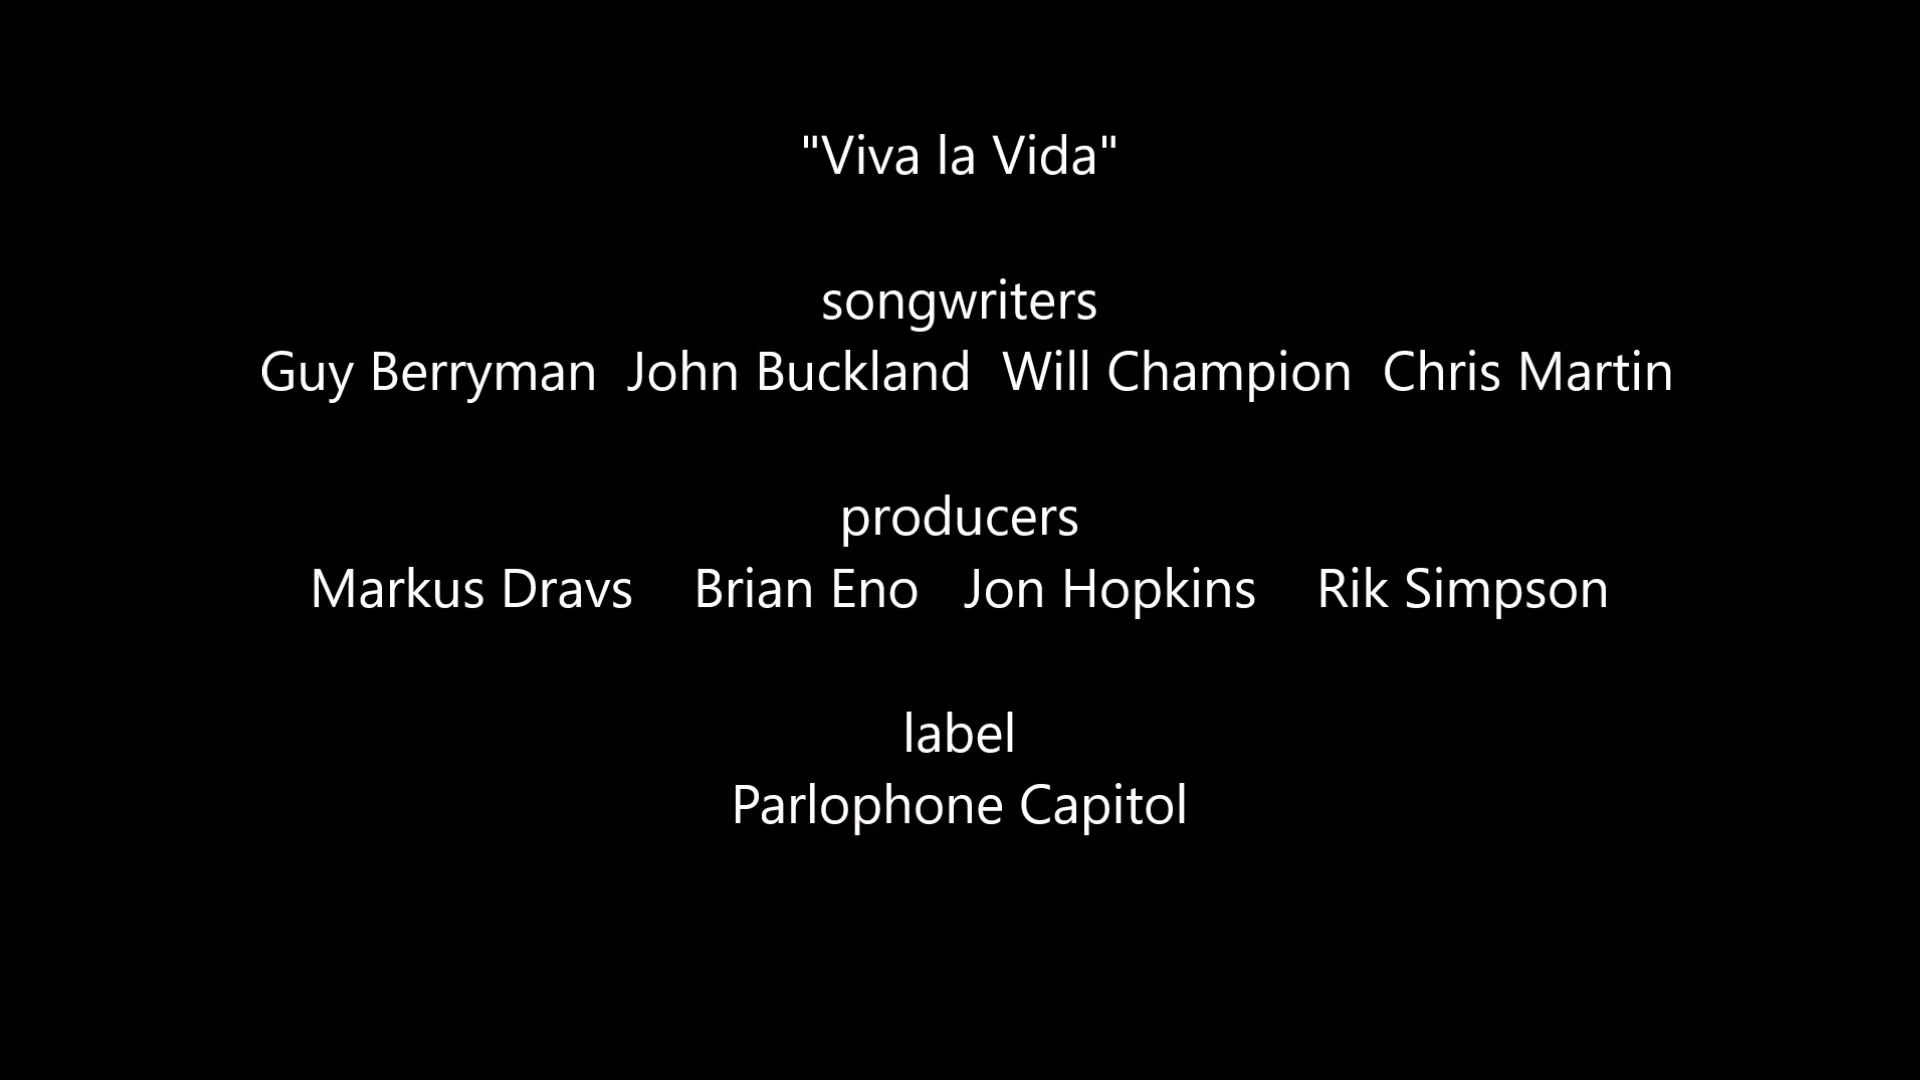 "Viva la Vida"
songwriters
Guy Berryman  John Buckland  Will Champion  Chris Martin
producers
Markus Dravs    Brian Eno   Jon Hopkins    Rik Simpson
label
Parlophone Capitol